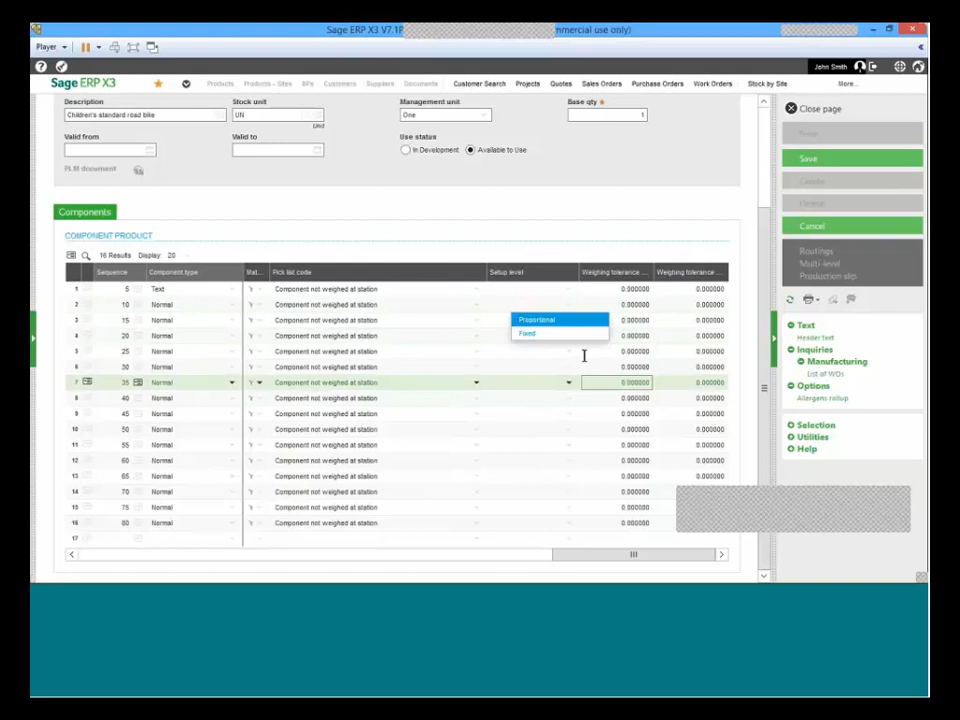 Sage ERP X3 V7.1P mmercial use only)
Player
John Smith
Sage ERP X3 Products Products - Sites BPs Customers Suppliers Documents Customer Search Projects Quotes Sales Orders Purchase Orders Work Orders Stock by Site More...
Description Stock unit Management unit Base qty
Children's standard road bike UN One 1
Unit
Valid from Valid to Use status
In Development Available to Use
PLM document
Close page
Save
Create
Delete
Cancel
Routings
Multi-level
Production slip
Text
Header text
Inquiries
Manufacturing
List of WOs
Options
Allergens rollup
Selection
Utilities
Help
Components
COMPONENT PRODUCT
16 Results Display 20
Sequence Component type Mat... Pick list code Setup level Weighing tolerance ... Weighing tolerance ...
1 5 Text Y Component not weighed at station 0.000000 0.000000
2 10 Normal Y Component not weighed at station 0.000000 0.000000
3 15 Normal Y Component not weighed at station 0.000000 0.000000
4 20 Normal Y Component not weighed at station 0.000000 0.000000
5 25 Normal Y Component not weighed at station 0.000000 0.000000
6 30 Normal Y Component not weighed at station 0.000000 0.000000
7 35 Normal Y Component not weighed at station 0.000000 0.000000
8 40 Normal Y Component not weighed at station 0.000000 0.000000
9 45 Normal Y Component not weighed at station 0.000000 0.000000
10 50 Normal Y Component not weighed at station 0.000000 0.000000
11 55 Normal Y Component not weighed at station 0.000000 0.000000
12 60 Normal Y Component not weighed at station 0.000000 0.000000
13 65 Normal Y Component not weighed at station 0.000000 0.000000
14 70 Normal Y Component not weighed at station 0.000000
15 75 Normal Y Component not weighed at station 0.000000
16 80 Normal Y Component not weighed at station 0.000000
17
Proportional
Fixed